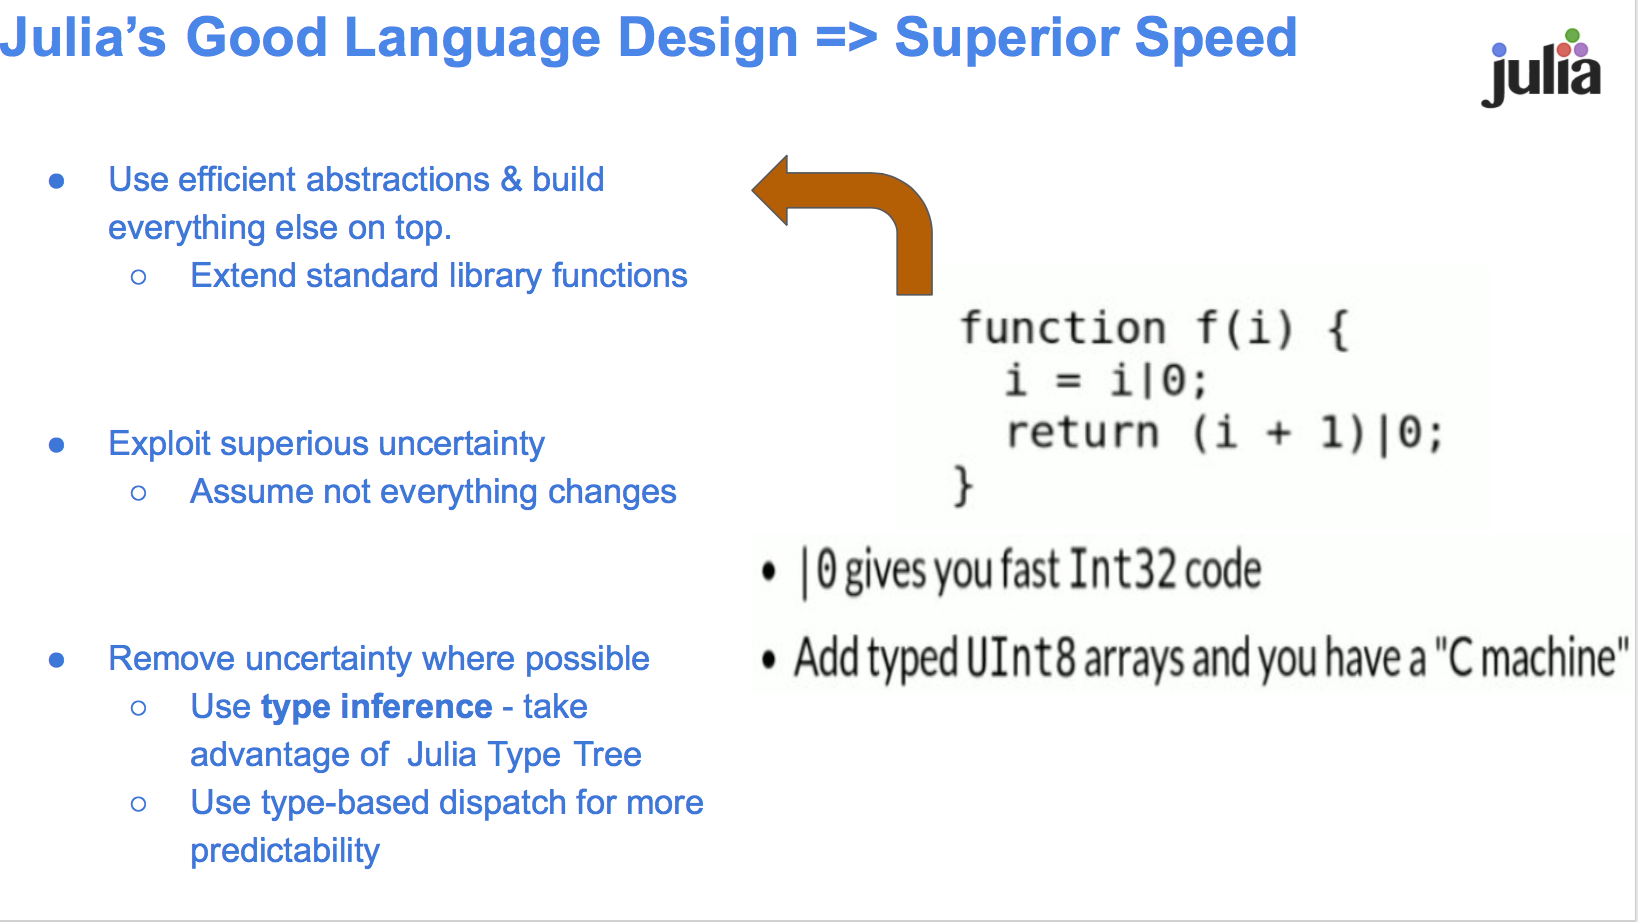 Julia's Good Language Design => Superior Speed
julia
● Use efficient abstractions & build
everything else on top.
○ Extend standard library functions
● Exploit superious uncertainty
○ Assume not everything changes
● Remove uncertainty where possible
○ Use type inference - take
advantage of Julia Type Tree
○ Use type-based dispatch for more
predictability
function f(i) {
i = i|0;
return (i + 1)|0;
}
• |0 gives you fast Int32 code
• Add typed UInt8 arrays and you have a "C machine"